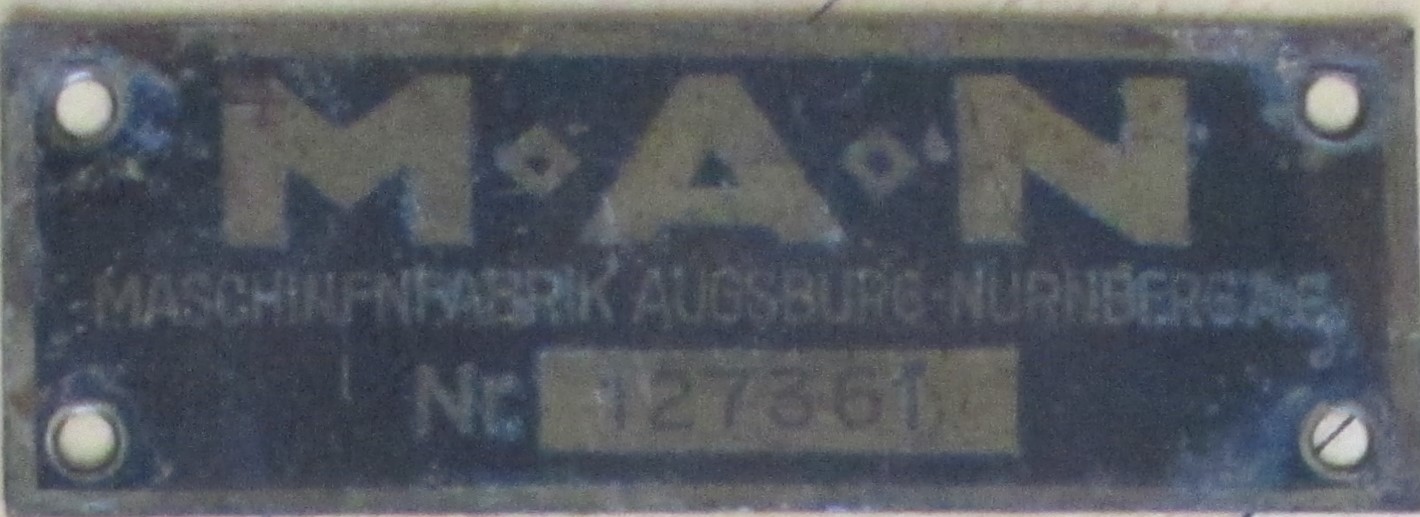 M·A·N
MASCHINENFABRIK AUGSBURG-NÜRNBERG A.G.
Nr. 127361